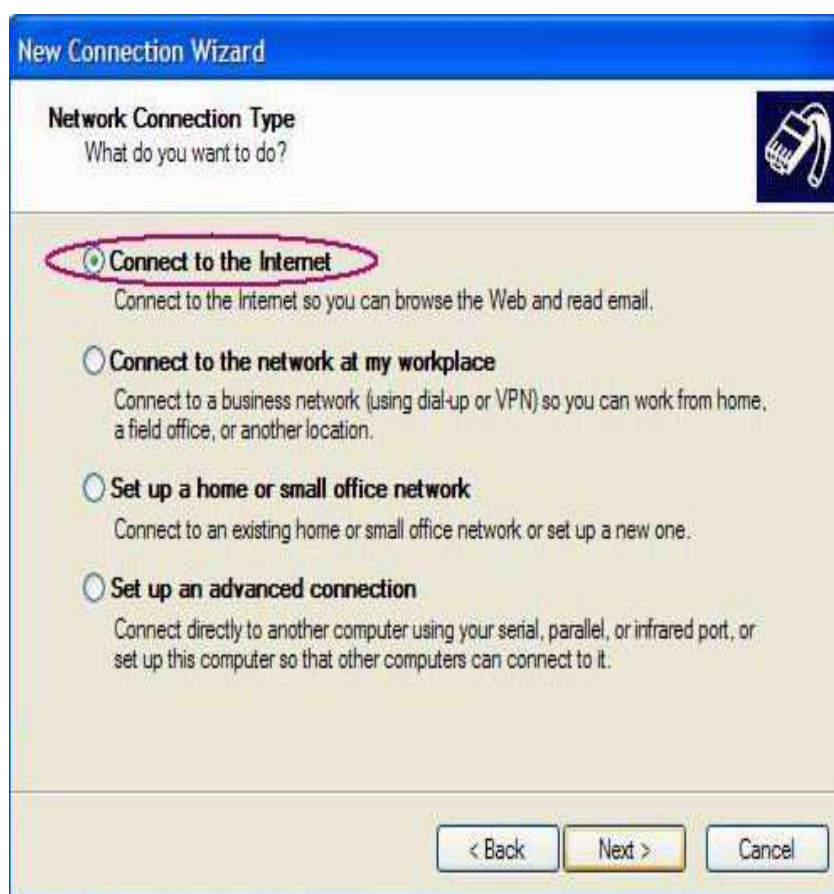 New Connection Wizard
Network Connection Type
What do you want to do?
Connect to the Internet
Connect to the Internet so you can browse the Web and read email.
Connect to the network at my workplace
Connect to a business network (using dial-up or VPN) so you can work from home,
a field office, or another location.
Set up a home or small office network
Connect to an existing home or small office network or set up a new one.
Set up an advanced connection
Connect directly to another computer using your serial, parallel, or infrared port, or
set up this computer so that other computers can connect to it.
< Back Next > Cancel